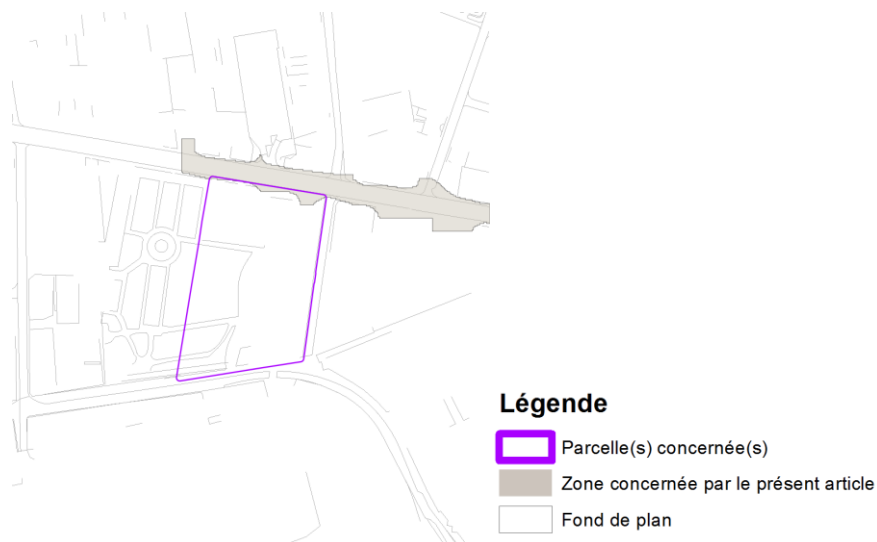 Légende
Parcelle(s) concernée(s)
Zone concernée par le présent article
Fond de plan